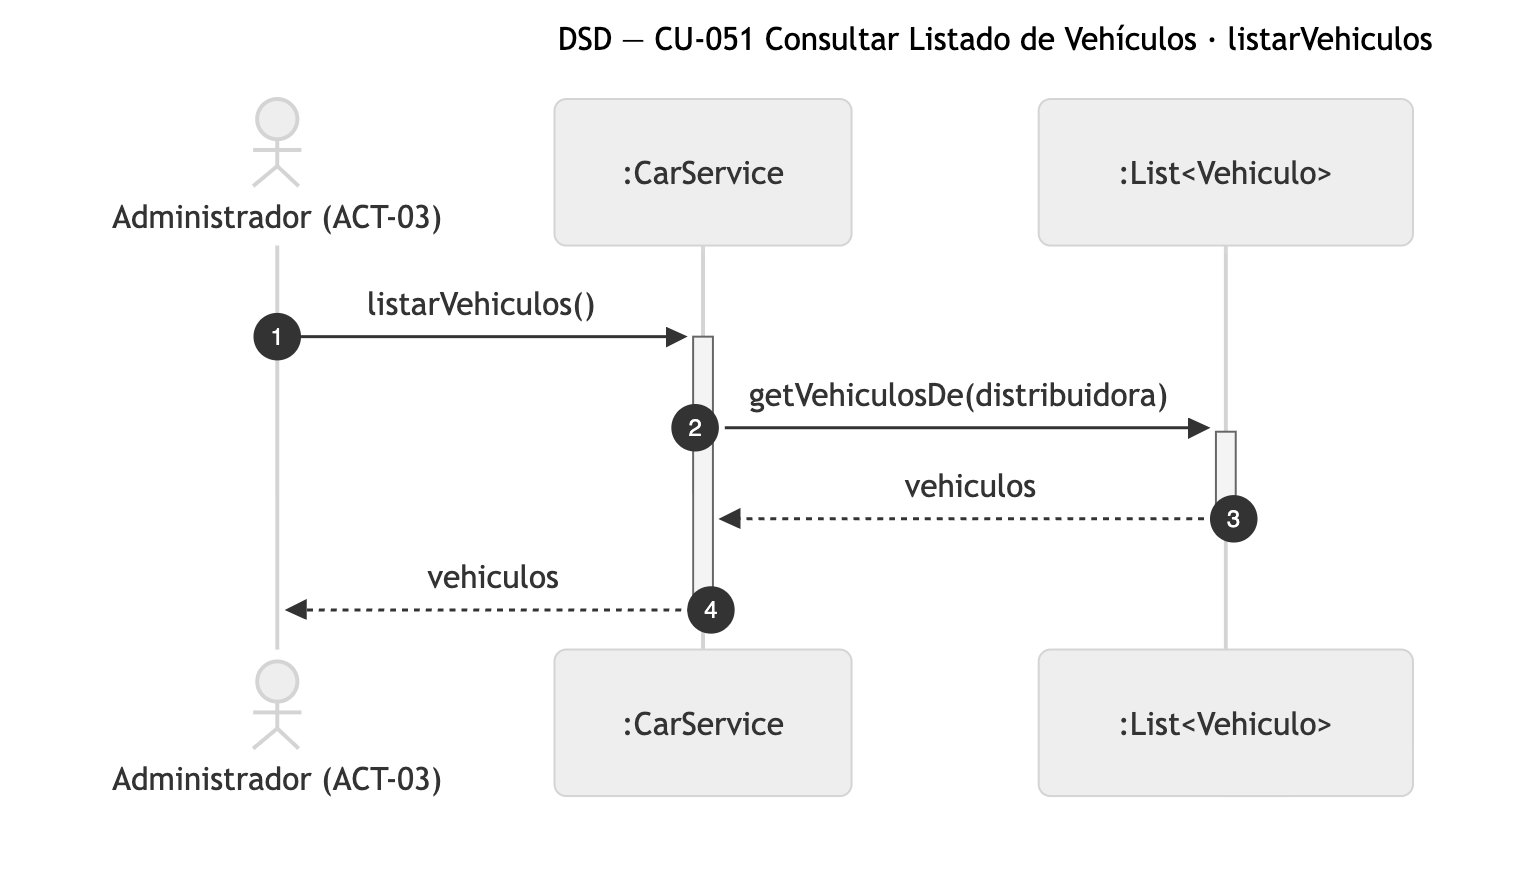 DSD — CU-051 Consultar Listado de Vehículos · listarVehiculos
Administrador (ACT-03)
:CarService
:List<Vehiculo>
listarVehiculos()
1
getVehiculosDe(distribuidora)
2
vehiculos
3
vehiculos
4
Administrador (ACT-03)
:CarService
:List<Vehiculo>